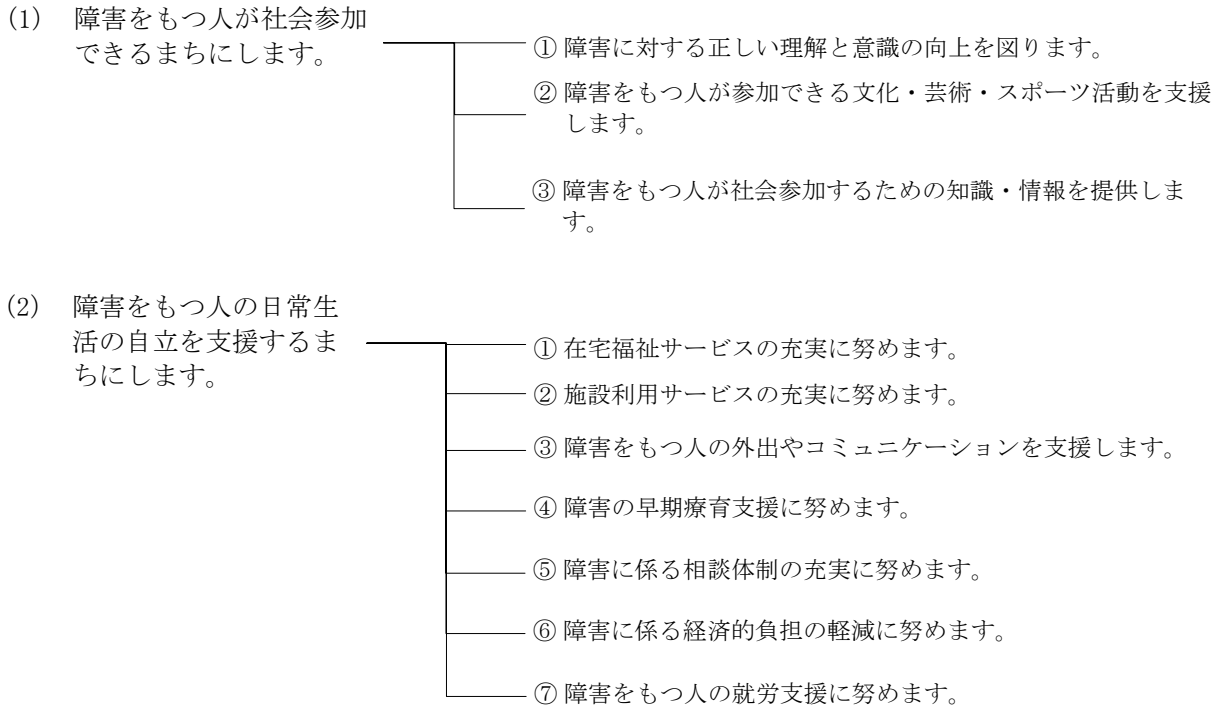 (1) 障害をもつ人が社会参加
できるまちにします。
① 障害に対する正しい理解と意識の向上を図ります。
② 障害をもつ人が参加できる文化・芸術・スポーツ活動を支援
します。
③ 障害をもつ人が社会参加するための知識・情報を提供しま
す。
(2) 障害をもつ人の日常生
活の自立を支援するま
ちにします。
① 在宅福祉サービスの充実に努めます。
② 施設利用サービスの充実に努めます。
③ 障害をもつ人の外出やコミュニケーションを支援します。
④ 障害の早期療育支援に努めます。
⑤ 障害に係る相談体制の充実に努めます。
⑥ 障害に係る経済的負担の軽減に努めます。
⑦ 障害をもつ人の就労支援に努めます。